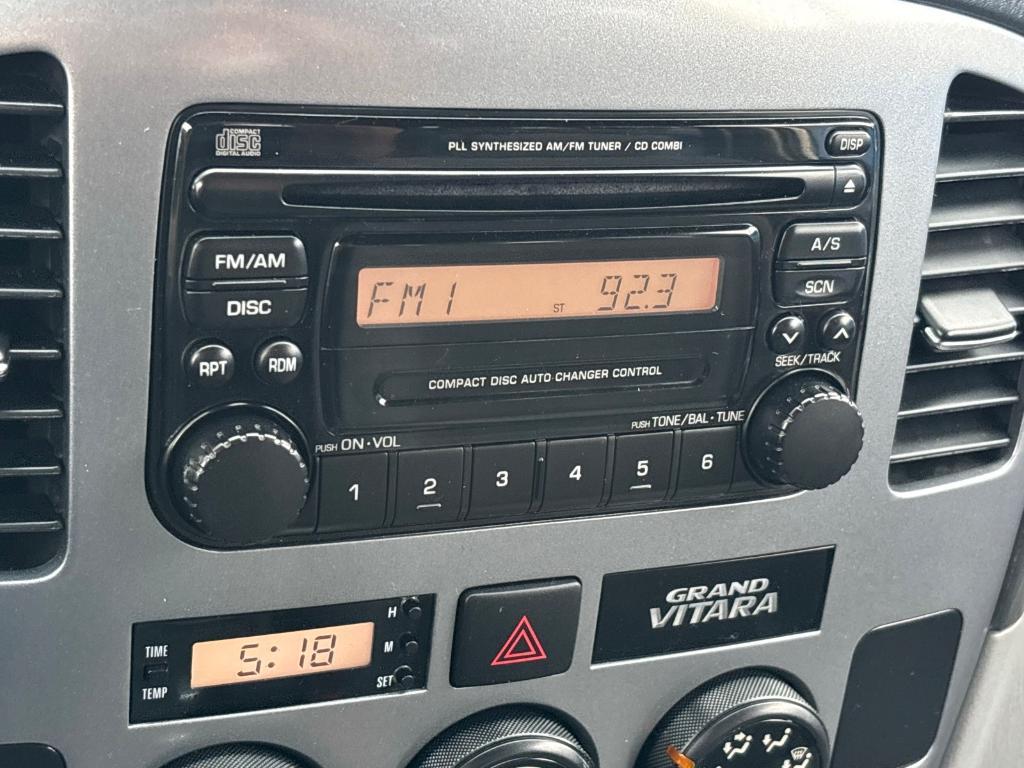 COMPACT
disc
DIGITAL AUDIO
PLL SYNTHESIZED AM/FM TUNER / CD COMBI
DISP
FM/AM
DISC
RPT
RDM
FM1 ST 92.3
A/S
SCN
SEEK/TRACK
COMPACT DISC AUTO CHANGER CONTROL
PUSH ON·VOL
PUSH TONE/BAL·TUNE
1 2 3 4 5 6
GRAND
VITARA
TIME
TEMP
5:18
H
M
SET